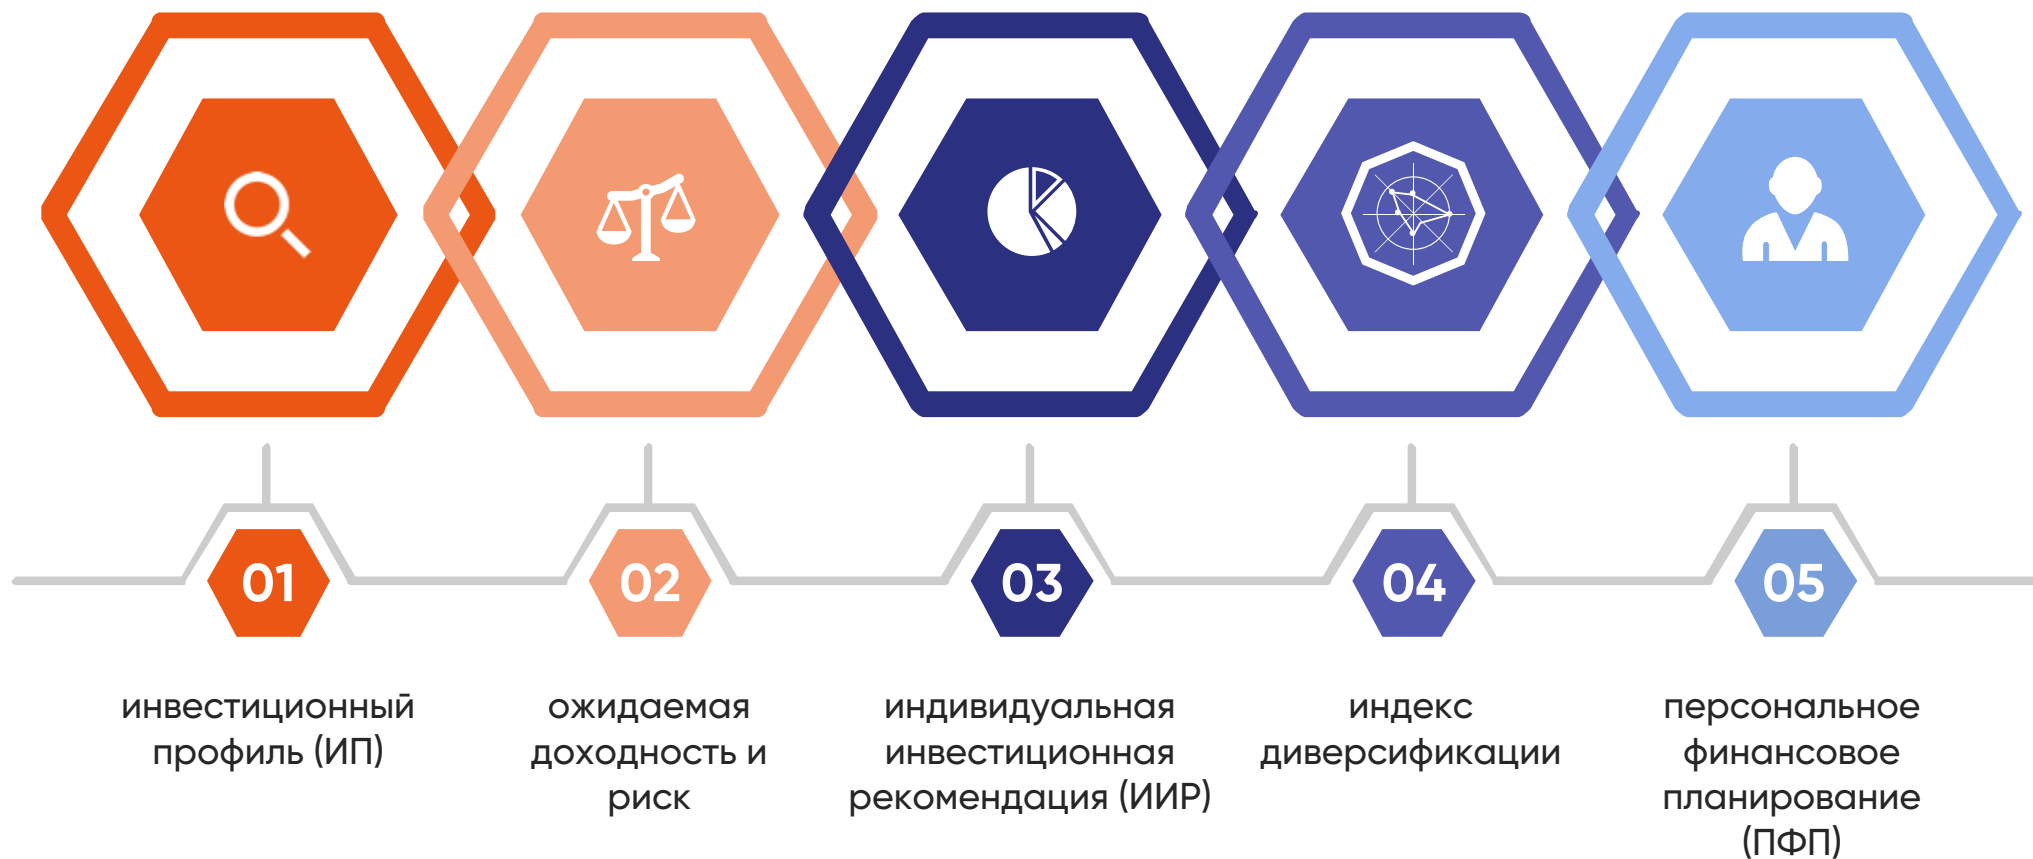 01
инвестиционный
профиль (ИП)
02
ожидаемая
доходность и
риск
03
индивидуальная
инвестиционная
рекомендация (ИИР)
04
индекс
диверсификации
05
персональное
финансовое
планирование
(ПФП)